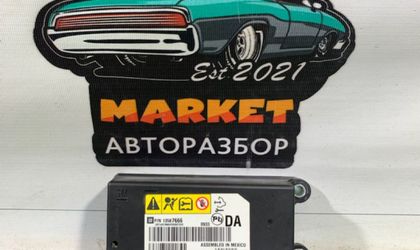 Est 2021
MARKET
АВТОРАЗБОР
DA
ASSEMBLED IN MEXICO